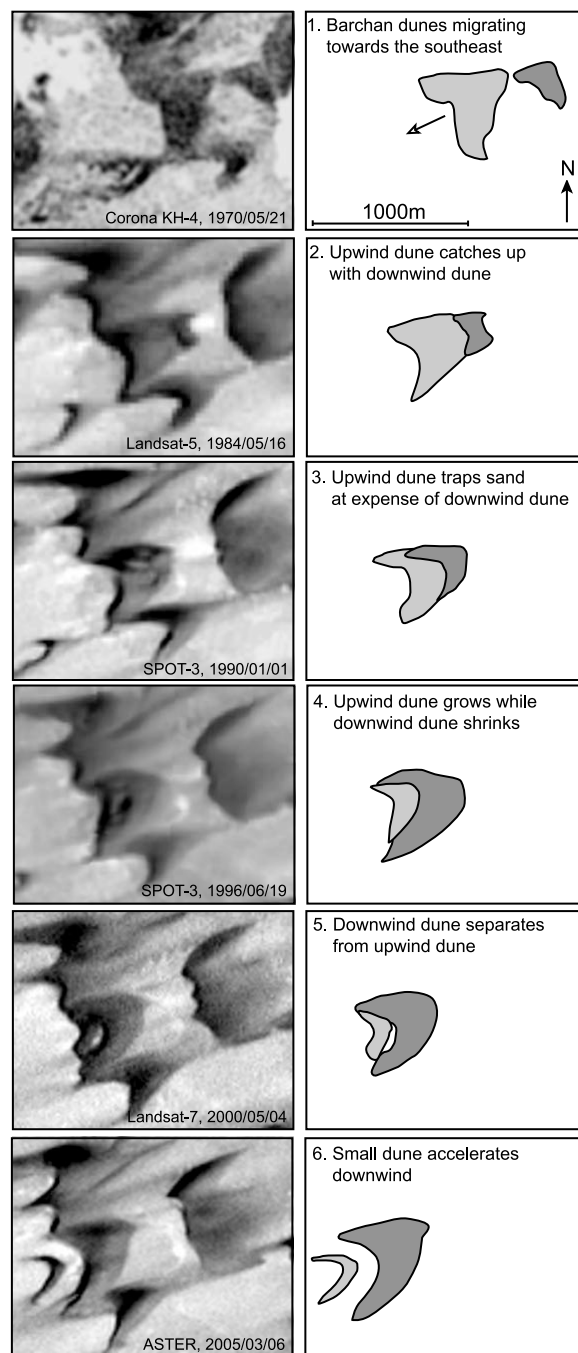 1. Barchan dunes migrating
towards the southeast
N
1000m
Corona KH-4, 1970/05/21
2. Upwind dune catches up
with downwind dune
Landsat-5, 1984/05/16
3. Upwind dune traps sand
at expense of downwind dune
SPOT-3, 1990/01/01
4. Upwind dune grows while
downwind dune shrinks
SPOT-3, 1996/06/19
5. Downwind dune separates
from upwind dune
Landsat-7, 2000/05/04
6. Small dune accelerates
downwind
ASTER, 2005/03/06